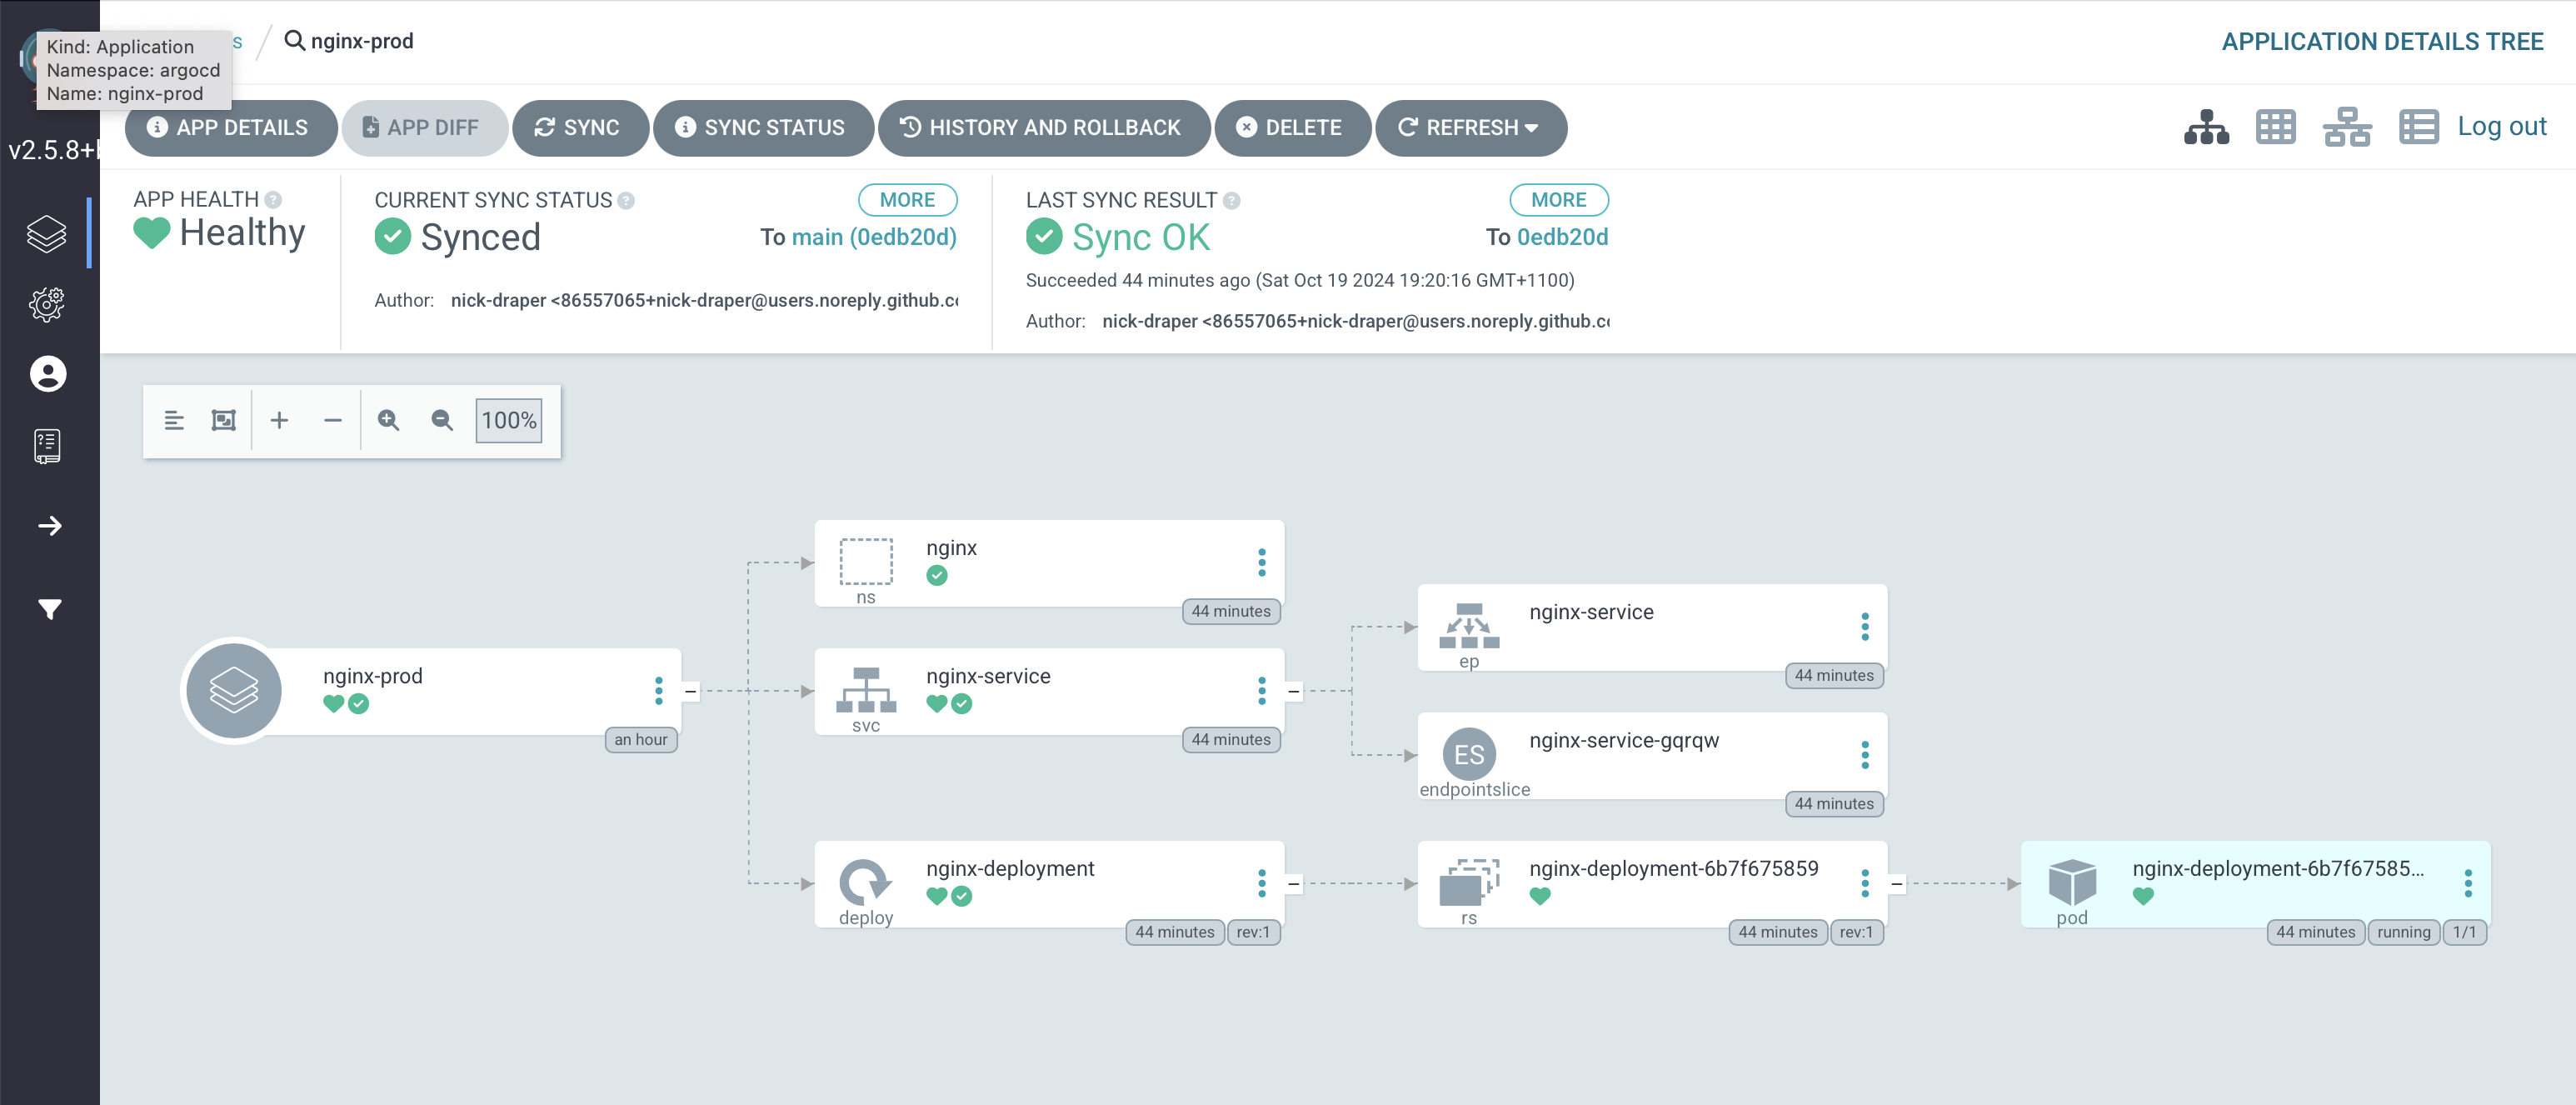 Kind: Application
Namespace: argocd
Name: nginx-prod
s / nginx-prod
APPLICATION DETAILS TREE
v2.5.8+
APP DETAILS
APP DIFF
SYNC
SYNC STATUS
HISTORY AND ROLLBACK
DELETE
REFRESH
Log out
APP HEALTH ?
Healthy
CURRENT SYNC STATUS ?
MORE
Synced
To main (0edb20d)
Author: nick-draper <86557065+nick-draper@users.noreply.github.c
LAST SYNC RESULT ?
MORE
Sync OK
To 0edb20d
Succeeded 44 minutes ago (Sat Oct 19 2024 19:20:16 GMT+1100)
Author: nick-draper <86557065+nick-draper@users.noreply.github.c
100%
nginx-prod
an hour
nginx
ns
44 minutes
nginx-service
svc
44 minutes
nginx-deployment
deploy
44 minutes rev:1
nginx-service
ep
44 minutes
ES
nginx-service-gqrqw
endpointslice
44 minutes
nginx-deployment-6b7f675859
rs
44 minutes rev:1
nginx-deployment-6b7f67585...
pod
44 minutes running 1/1